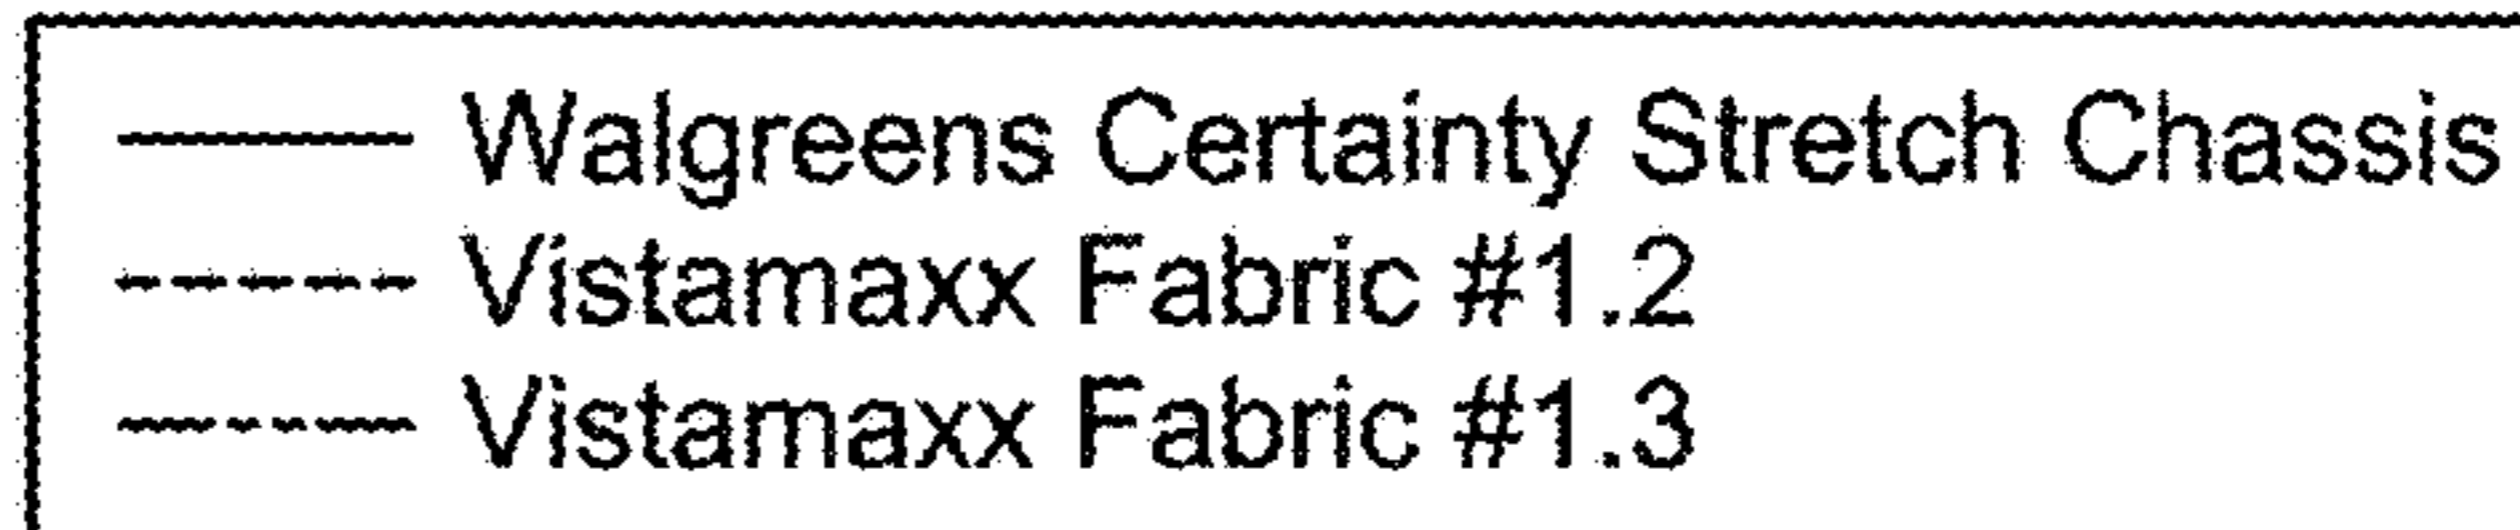 Walgreens Certainty Stretch Chassis
Vistamaxx Fabric #1.2
Vistamaxx Fabric #1.3